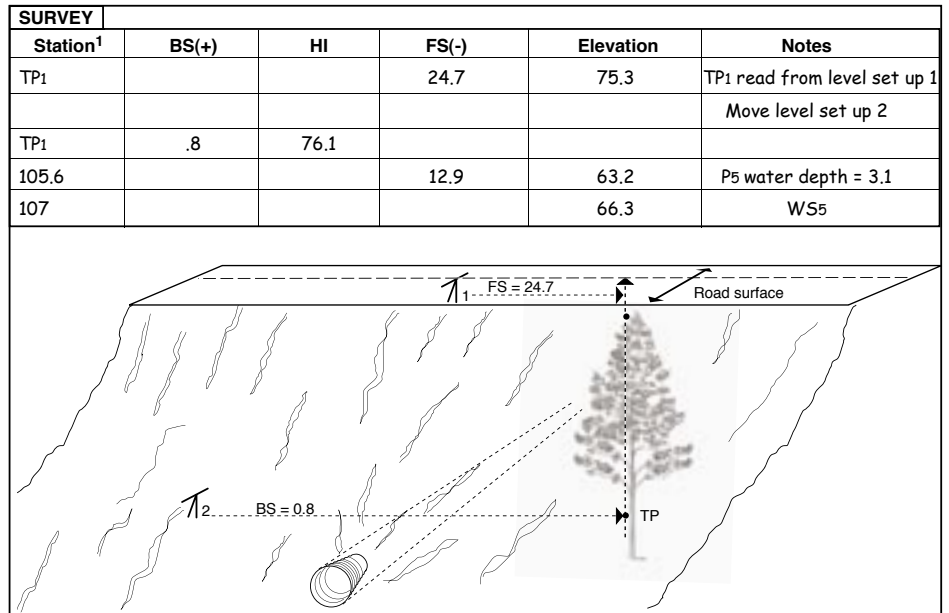 SURVEY
Station1 BS(+) HI FS(-) Elevation Notes
TP1 24.7 75.3 TP1 read from level set up 1
Move level set up 2
TP1 .8 76.1
105.6 12.9 63.2 P5 water depth = 3.1
107 66.3 WS5
1 FS = 24.7 Road surface
2 BS = 0.8 TP